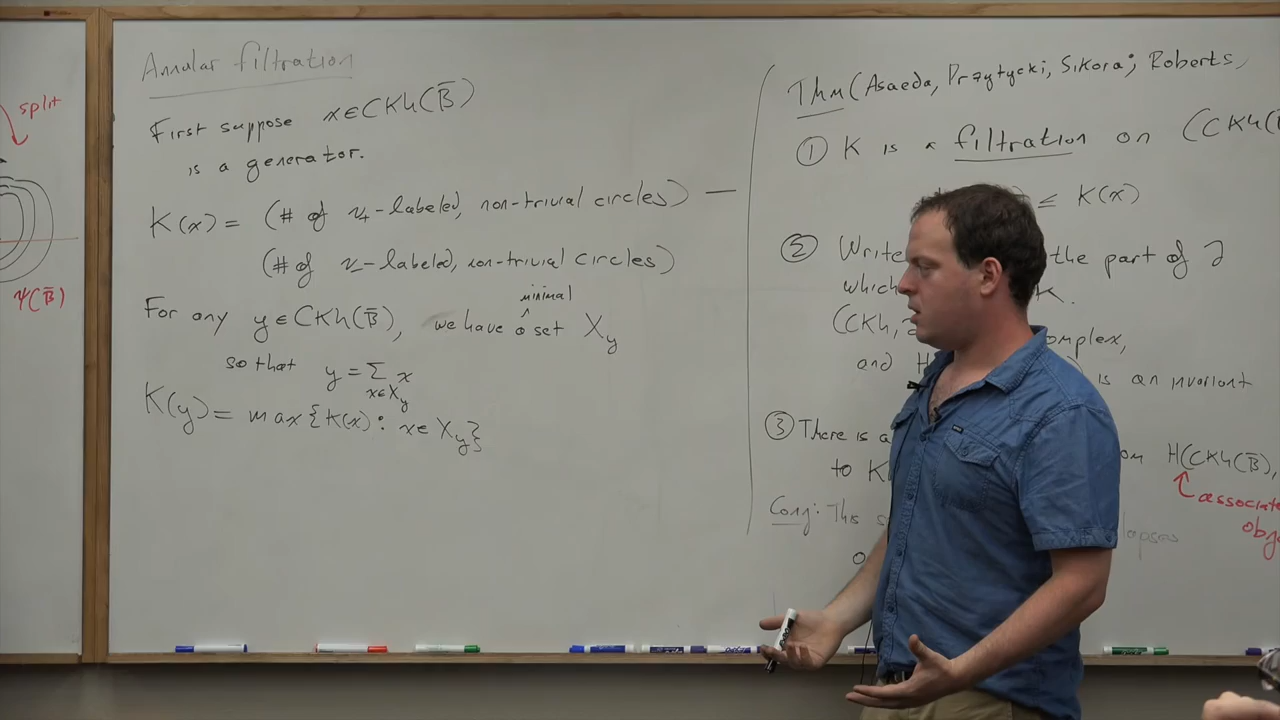 split
ψ(B̅)
Annular filtration
First suppose x∈CKh(B̅)
is a generator.
K(x) = (# of v₊-labeled, non-trivial circles) —
(# of v₋-labeled, non-trivial circles)
For any y∈CKh(B̅), we have a minimal set X_y
so that y = Σ_{x∈X_y} x
K(y) = max{K(x): x∈X_y}
Thm (Asaeda, Przytycki, Sikora; Roberts,
① K is a filtration on (CKh(
≤ K(x)
② Write the part of ∂
which K.
(CKh, complex,
and H ) is an invariant
③ There is a H(CKh(B̅),
to K
Conj: This